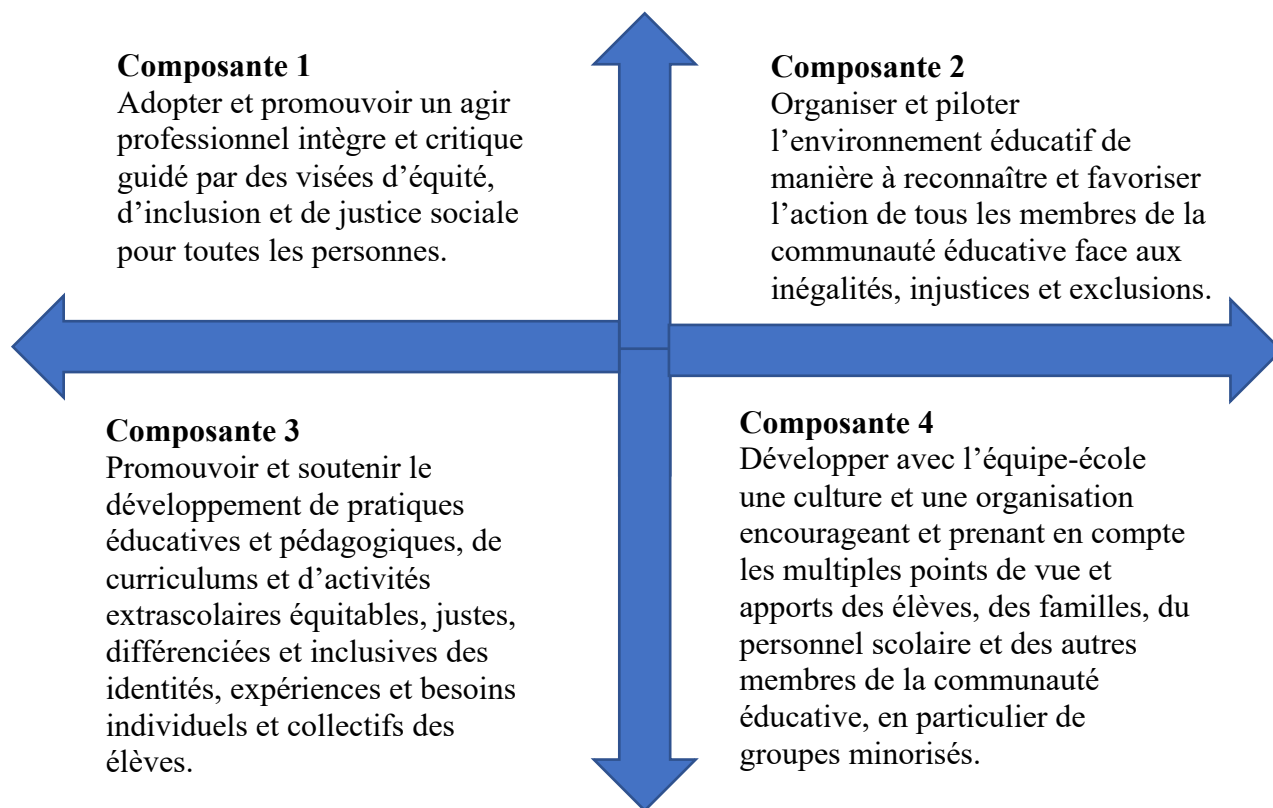 Composante 1
Adopter et promouvoir un agir
professionnel intègre et critique
guidé par des visées d’équité,
d’inclusion et de justice sociale
pour toutes les personnes.
Composante 2
Organiser et piloter
l’environnement éducatif de
manière à reconnaître et favoriser
l’action de tous les membres de la
communauté éducative face aux
inégalités, injustices et exclusions.
Composante 3
Promouvoir et soutenir le
développement de pratiques
éducatives et pédagogiques, de
curriculums et d’activités
extrascolaires équitables, justes,
différenciées et inclusives des
identités, expériences et besoins
individuels et collectifs des
élèves.
Composante 4
Développer avec l’équipe-école
une culture et une organisation
encourageant et prenant en compte
les multiples points de vue et
apports des élèves, des familles, du
personnel scolaire et des autres
membres de la communauté
éducative, en particulier de
groupes minorisés.